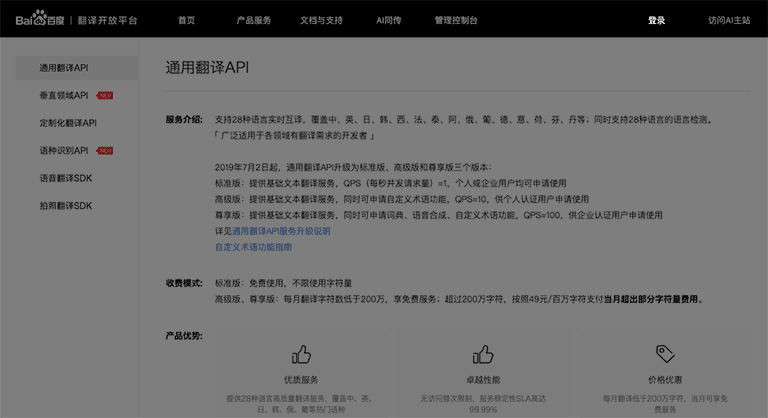 Bai百度 | 翻译开放平台
首页
产品服务
文档与支持
AI同传
管理控制台
登录
访问AI主站
通用翻译API
垂直领域API NEW
定制化翻译API
语种识别API NEW
语音翻译SDK
拍照翻译SDK
通用翻译API
服务介绍: 支持28种语言实时互译，覆盖中、英、日、韩、西、法、泰、阿、俄、葡、德、意、荷、芬、丹等；同时支持28种语言的语言检测。
「 广泛适用于各领域有翻译需求的开发者 」
2019年7月2日起，通用翻译API升级为标准版、高级版和尊享版三个版本：
标准版：提供基础文本翻译服务，QPS（每秒并发请求量）=1，个人或企业用户均可申请使用
高级版：提供基础文本翻译服务，同时可申请自定义术语功能，QPS=10，供个人认证用户申请使用
尊享版：提供基础文本翻译服务，同时可申请词典、语音合成、自定义术语功能，QPS=100，供企业认证用户申请使用
详见通用翻译API服务升级说明
自定义术语功能指南
收费模式: 标准版：免费使用，不限使用字符量
高级版、尊享版：每月翻译字符数低于200万，享免费服务；超过200万字符，按照49元/百万字符支付当月超出部分字符量费用。
产品优势:
优质服务
提供28种语言高质量翻译服务，覆盖中、英、
日、韩、俄、葡等热门语种
卓越性能
无访问频次限制，服务稳定性SLA高达
99.99%
价格优惠
每月翻译低于200万字符，当月可享免
费服务